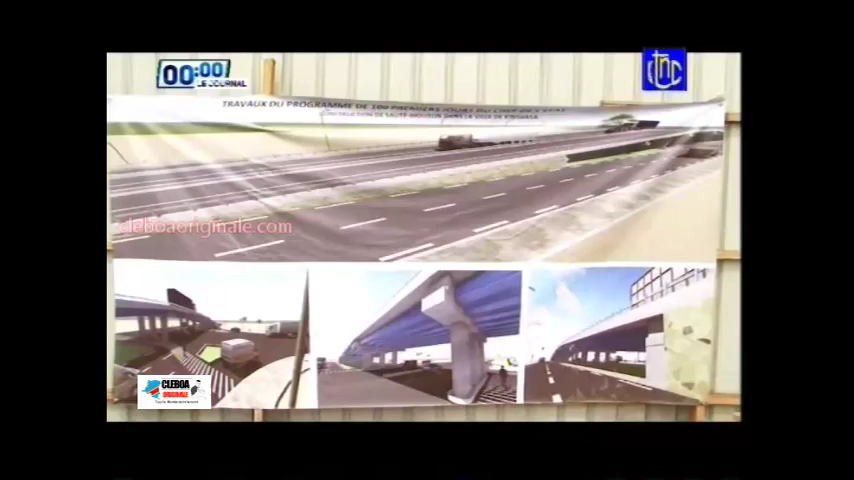 00:00
LE JOURNAL
rtnc
TRAVAUX DU PROGRAMME DE 100 PREMIERS JOURS DU CHEF DE L'ETAT
CONSTRUCTION DE SAUTE-MOUTON DANS LA VILLE DE KINSHASA
cleboaoriginale.com
CLEBOA
ORIGINALE